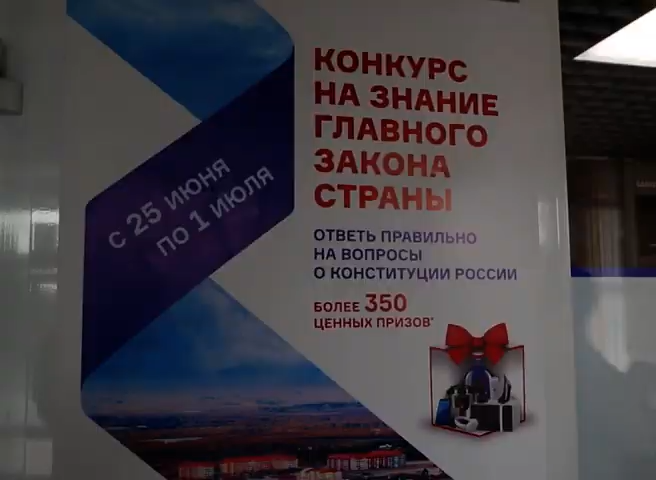 КОНКУРС
НА ЗНАНИЕ
ГЛАВНОГО
ЗАКОНА
СТРАНЫ
С 25 ИЮНЯ
ПО 1 ИЮЛЯ
ОТВЕТЬ ПРАВИЛЬНО
НА ВОПРОСЫ
О КОНСТИТУЦИИ РОССИИ
БОЛЕЕ 350
ЦЕННЫХ ПРИЗОВ*